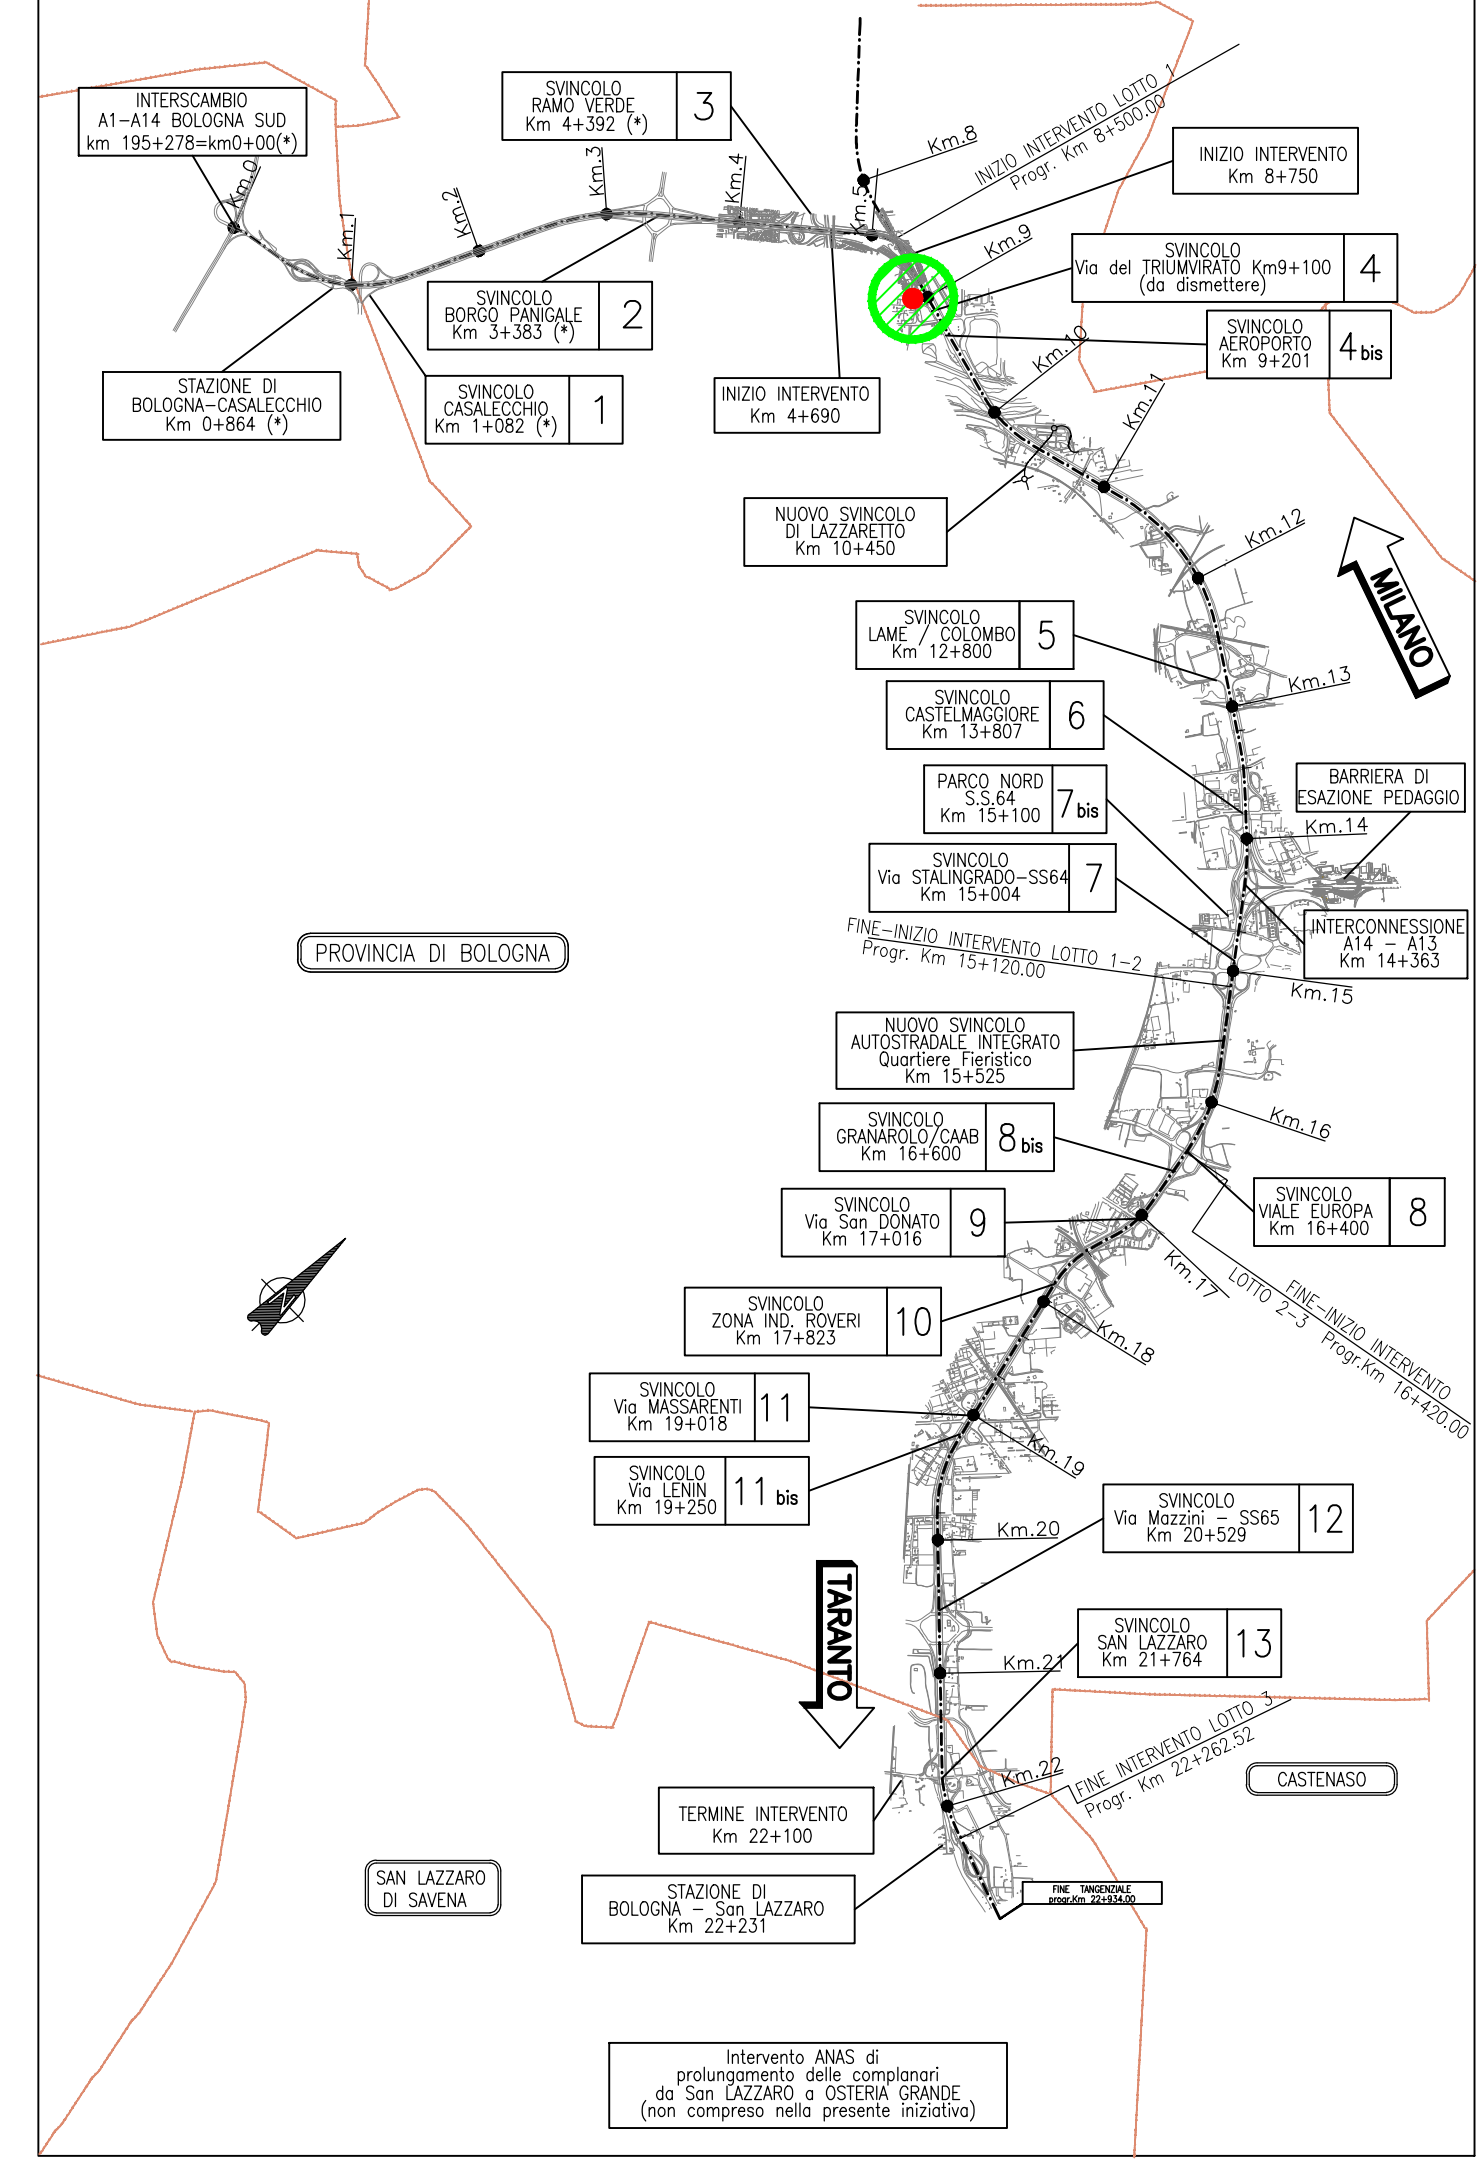 INTERSCAMBIO
A1-A14 BOLOGNA SUD
km 195+278=km0+00(*)
SVINCOLO
RAMO VERDE
Km 4+392 (*)
3
INIZIO INTERVENTO LOTTO 1
Progr. Km 8+500.00
INIZIO INTERVENTO
Km 8+750
Km.0
Km.1
Km.2
Km.3
Km.4
Km.5
Km.8
Km.9
SVINCOLO
Via del TRIUMVIRATO Km9+100
(da dismettere)
4
SVINCOLO
BORGO PANIGALE
Km 3+383 (*)
2
SVINCOLO
AEROPORTO
Km 9+201
4 bis
STAZIONE DI
BOLOGNA-CASALECCHIO
Km 0+864 (*)
SVINCOLO
CASALECCHIO
Km 1+082 (*)
1
INIZIO INTERVENTO
Km 4+690
Km.10
Km.11
NUOVO SVINCOLO
DI LAZZARETTO
Km 10+450
Km.12
MILANO
SVINCOLO
LAME / COLOMBO
Km 12+800
5
Km.13
SVINCOLO
CASTELMAGGIORE
Km 13+807
6
PARCO NORD
S.S.64
Km 15+100
7 bis
BARRIERA DI
ESAZIONE PEDAGGIO
Km.14
SVINCOLO
Via STALINGRADO-SS64
Km 15+004
7
INTERCONNESSIONE
A14 - A13
Km 14+363
FINE-INIZIO INTERVENTO LOTTO 1-2
Progr. Km 15+120.00
PROVINCIA DI BOLOGNA
Km.15
NUOVO SVINCOLO
AUTOSTRADALE INTEGRATO
Quartiere Fieristico
Km 15+525
Km.16
SVINCOLO
GRANAROLO/CAAB
Km 16+600
8 bis
SVINCOLO
VIALE EUROPA
Km 16+400
8
SVINCOLO
Via San DONATO
Km 17+016
9
Km.17
FINE-INIZIO INTERVENTO
LOTTO 2-3 Progr.Km 16+420.00
SVINCOLO
ZONA IND. ROVERI
Km 17+823
10
Km.18
SVINCOLO
Via MASSARENTI
Km 19+018
11
Km.19
SVINCOLO
Via LENIN
Km 19+250
11 bis
SVINCOLO
Via Mazzini - SS65
Km 20+529
12
Km.20
TARANTO
SVINCOLO
SAN LAZZARO
Km 21+764
13
Km.21
FINE INTERVENTO LOTTO 3
Progr. Km 22+262.52
Km.22
CASTENASO
TERMINE INTERVENTO
Km 22+100
SAN LAZZARO
DI SAVENA
STAZIONE DI
BOLOGNA - San LAZZARO
Km 22+231
FINE TANGENZIALE
progr.Km 22+934.00
Intervento ANAS di
prolungamento delle complanari
da San LAZZARO a OSTERIA GRANDE
(non compreso nella presente iniziativa)